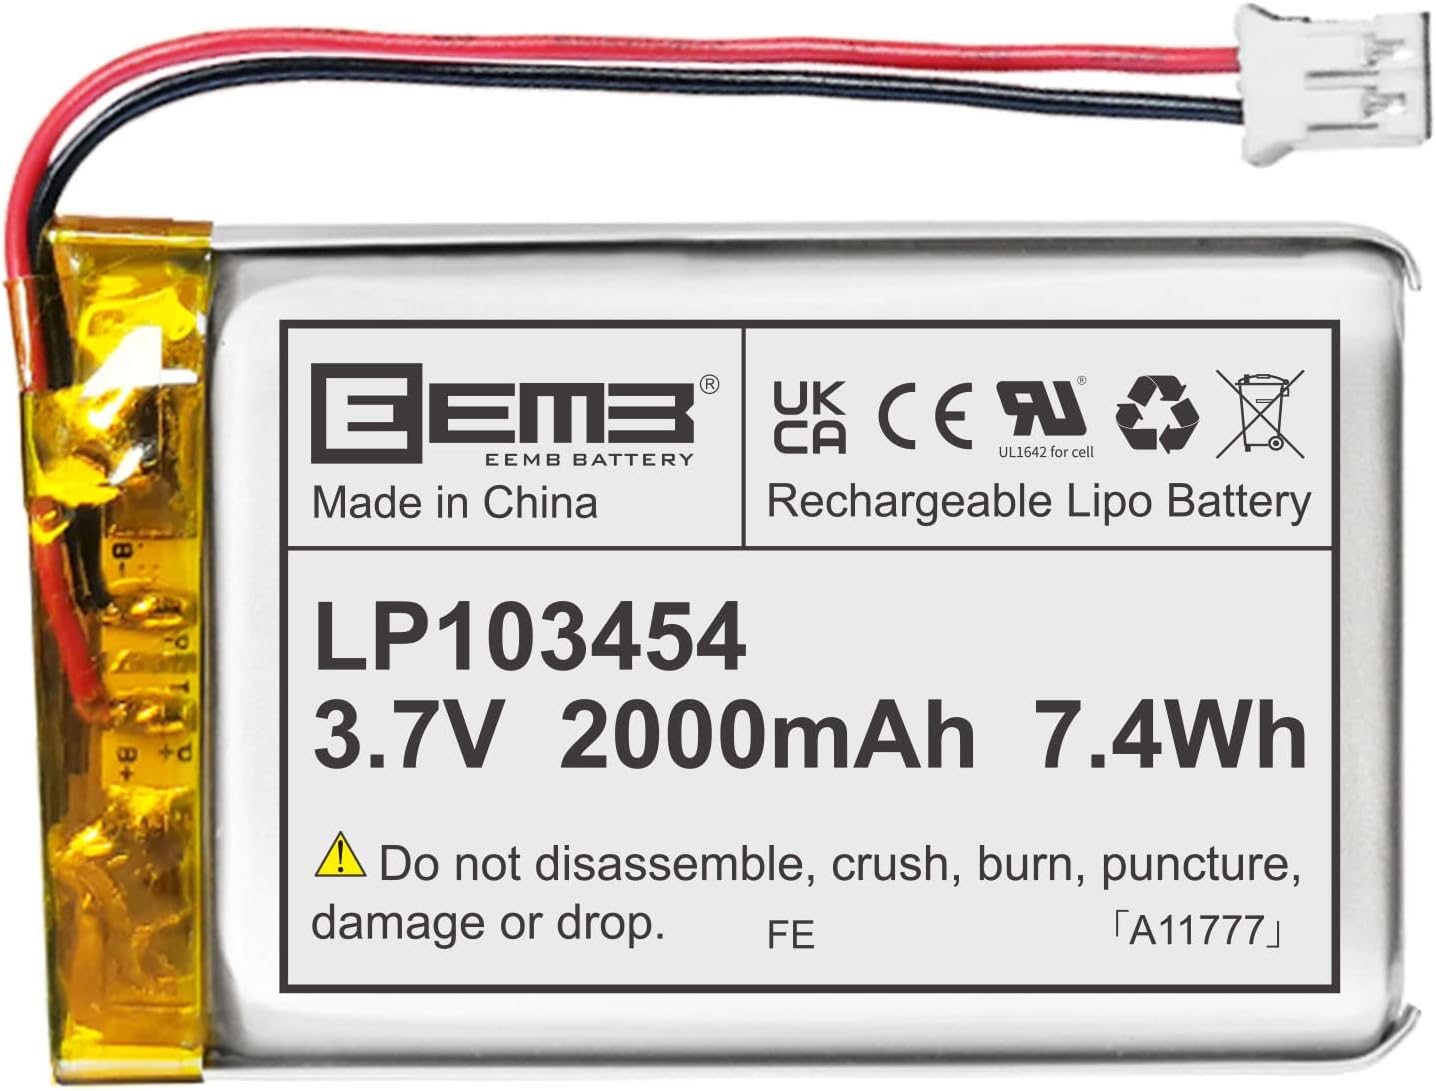 EEMB®
EEMB BATTERY
Made in China
UK
CA
CE
RU®
UL1642 for cell
Rechargeable Lipo Battery
LP103454
3.7V 2000mAh 7.4Wh
Do not disassemble, crush, burn, puncture,
damage or drop.
FE
「A11777」
B-
P-
P+
B+